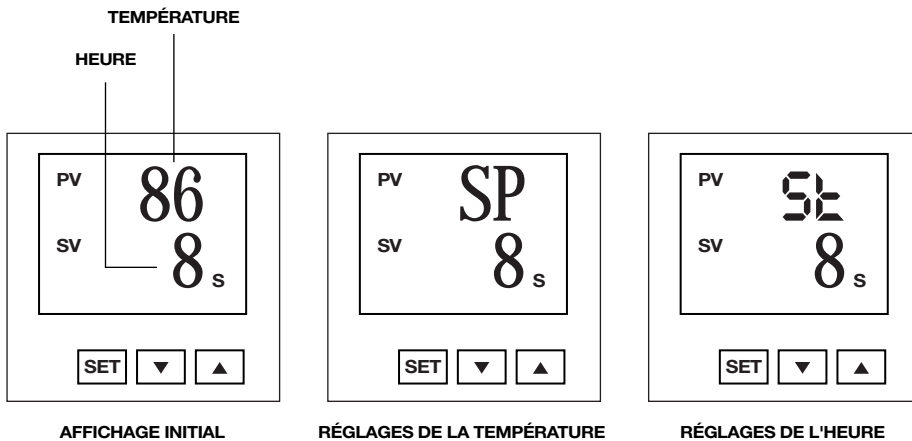 TEMPÉRATURE
HEURE
PV 86
SV 8 S
SET ▼ ▲
AFFICHAGE INITIAL
PV SP
SV 8 S
SET ▼ ▲
RÉGLAGES DE LA TEMPÉRATURE
PV St
SV 8 S
SET ▼ ▲
RÉGLAGES DE L'HEURE